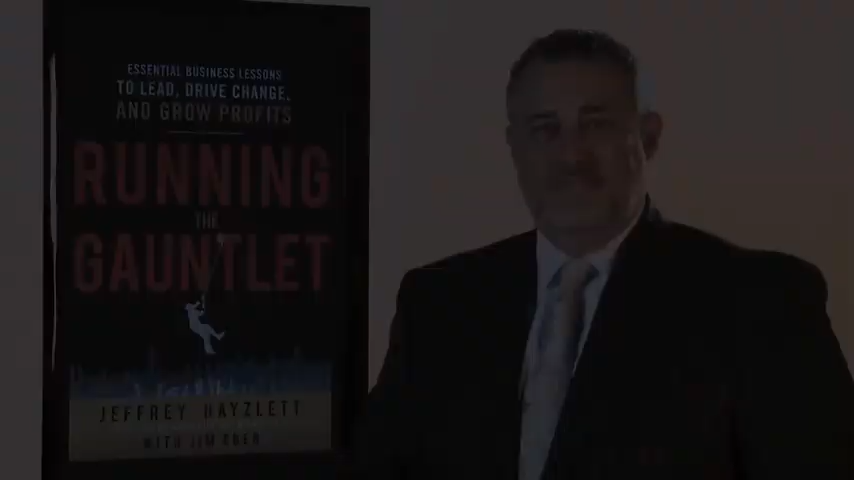 ESSENTIAL BUSINESS LESSONS
TO LEAD, DRIVE CHANGE,
AND GROW PROFITS
RUNNING
THE
GAUNTLET
JEFFREY HAYZLETT
WITH JIM EBER